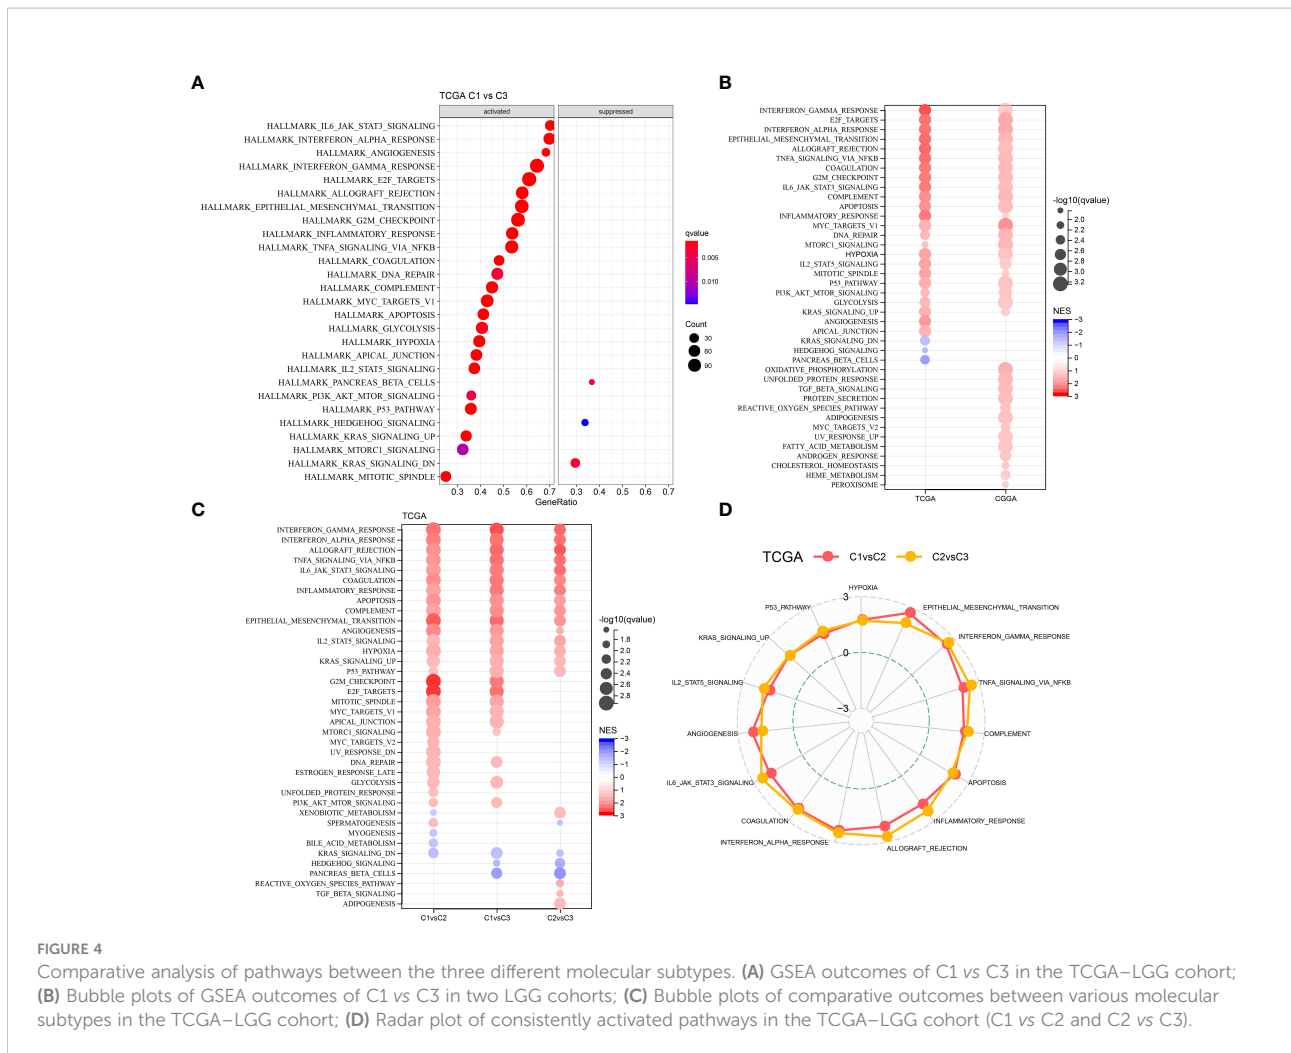 A
TCGA C1 vs C3
activated
suppressed
HALLMARK_IL6_JAK_STAT3_SIGNALING
HALLMARK_INTERFERON_ALPHA_RESPONSE
HALLMARK_ANGIOGENESIS
HALLMARK_INTERFERON_GAMMA_RESPONSE
HALLMARK_E2F_TARGETS
HALLMARK_ALLOGRAFT_REJECTION
HALLMARK_EPITHELIAL_MESENCHYMAL_TRANSITION
HALLMARK_G2M_CHECKPOINT
HALLMARK_INFLAMMATORY_RESPONSE
HALLMARK_TNFA_SIGNALING_VIA_NFKB
HALLMARK_COAGULATION
HALLMARK_DNA_REPAIR
HALLMARK_COMPLEMENT
HALLMARK_MYC_TARGETS_V1
HALLMARK_APOPTOSIS
HALLMARK_GLYCOLYSIS
HALLMARK_HYPOXIA
HALLMARK_APICAL_JUNCTION
HALLMARK_IL2_STAT5_SIGNALING
HALLMARK_PANCREAS_BETA_CELLS
HALLMARK_PI3K_AKT_MTOR_SIGNALING
HALLMARK_P53_PATHWAY
HALLMARK_HEDGEHOG_SIGNALING
HALLMARK_KRAS_SIGNALING_UP
HALLMARK_MTORC1_SIGNALING
HALLMARK_KRAS_SIGNALING_DN
HALLMARK_MITOTIC_SPINDLE
0.3 0.4 0.5 0.6 0.7 0.3 0.4 0.5 0.6 0.7
GeneRatio
qvalue
0.005
0.010
Count
30
60
90
B
INTERFERON_GAMMA_RESPONSE
E2F_TARGETS
INTERFERON_ALPHA_RESPONSE
EPITHELIAL_MESENCHYMAL_TRANSITION
ALLOGRAFT_REJECTION
TNFA_SIGNALING_VIA_NFKB
COAGULATION
G2M_CHECKPOINT
IL6_JAK_STAT3_SIGNALING
COMPLEMENT
APOPTOSIS
INFLAMMATORY_RESPONSE
MYC_TARGETS_V1
DNA_REPAIR
MTORC1_SIGNALING
HYPOXIA
IL2_STAT5_SIGNALING
MITOTIC_SPINDLE
P53_PATHWAY
PI3K_AKT_MTOR_SIGNALING
GLYCOLYSIS
KRAS_SIGNALING_UP
ANGIOGENESIS
APICAL_JUNCTION
KRAS_SIGNALING_DN
HEDGEHOG_SIGNALING
PANCREAS_BETA_CELLS
OXIDATIVE_PHOSPHORYLATION
UNFOLDED_PROTEIN_RESPONSE
TGF_BETA_SIGNALING
PROTEIN_SECRETION
REACTIVE_OXYGEN_SPECIES_PATHWAY
ADIPOGENESIS
MYC_TARGETS_V2
UV_RESPONSE_UP
FATTY_ACID_METABOLISM
ANDROGEN_RESPONSE
CHOLESTEROL_HOMEOSTASIS
HEME_METABOLISM
PEROXISOME
TCGA CGGA
-log10(qvalue)
2.0
2.2
2.4
2.6
2.8
3.0
3.2
NES
−3
−2
−1
0
1
2
3
C
TCGA
INTERFERON_GAMMA_RESPONSE
INTERFERON_ALPHA_RESPONSE
ALLOGRAFT_REJECTION
TNFA_SIGNALING_VIA_NFKB
IL6_JAK_STAT3_SIGNALING
COAGULATION
INFLAMMATORY_RESPONSE
APOPTOSIS
COMPLEMENT
EPITHELIAL_MESENCHYMAL_TRANSITION
ANGIOGENESIS
IL2_STAT5_SIGNALING
HYPOXIA
KRAS_SIGNALING_UP
P53_PATHWAY
G2M_CHECKPOINT
E2F_TARGETS
MITOTIC_SPINDLE
MYC_TARGETS_V1
APICAL_JUNCTION
MTORC1_SIGNALING
MYC_TARGETS_V2
UV_RESPONSE_DN
DNA_REPAIR
ESTROGEN_RESPONSE_LATE
GLYCOLYSIS
UNFOLDED_PROTEIN_RESPONSE
PI3K_AKT_MTOR_SIGNALING
XENOBIOTIC_METABOLISM
SPERMATOGENESIS
MYOGENESIS
BILE_ACID_METABOLISM
KRAS_SIGNALING_DN
HEDGEHOG_SIGNALING
PANCREAS_BETA_CELLS
REACTIVE_OXYGEN_SPECIES_PATHWAY
TGF_BETA_SIGNALING
ADIPOGENESIS
C1vsC2 C1vsC3 C2vsC3
-log10(qvalue)
1.8
2.0
2.2
2.4
2.6
2.8
NES
−3
−2
−1
0
1
2
3
D
TCGA C1vsC2 C2vsC3
HYPOXIA
3
0
−3
EPITHELIAL_MESENCHYMAL_TRANSITION
INTERFERON_GAMMA_RESPONSE
TNFA_SIGNALING_VIA_NFKB
COMPLEMENT
APOPTOSIS
INFLAMMATORY_RESPONSE
ALLOGRAFT_REJECTION
INTERFERON_ALPHA_RESPONSE
COAGULATION
IL6_JAK_STAT3_SIGNALING
ANGIOGENESIS
IL2_STAT5_SIGNALING
KRAS_SIGNALING_UP
P53_PATHWAY
FIGURE 4
Comparative analysis of pathways between the three different molecular subtypes. (A) GSEA outcomes of C1 vs C3 in the TCGA–LGG cohort;
(B) Bubble plots of GSEA outcomes of C1 vs C3 in two LGG cohorts; (C) Bubble plots of comparative outcomes between various molecular
subtypes in the TCGA–LGG cohort; (D) Radar plot of consistently activated pathways in the TCGA–LGG cohort (C1 vs C2 and C2 vs C3).